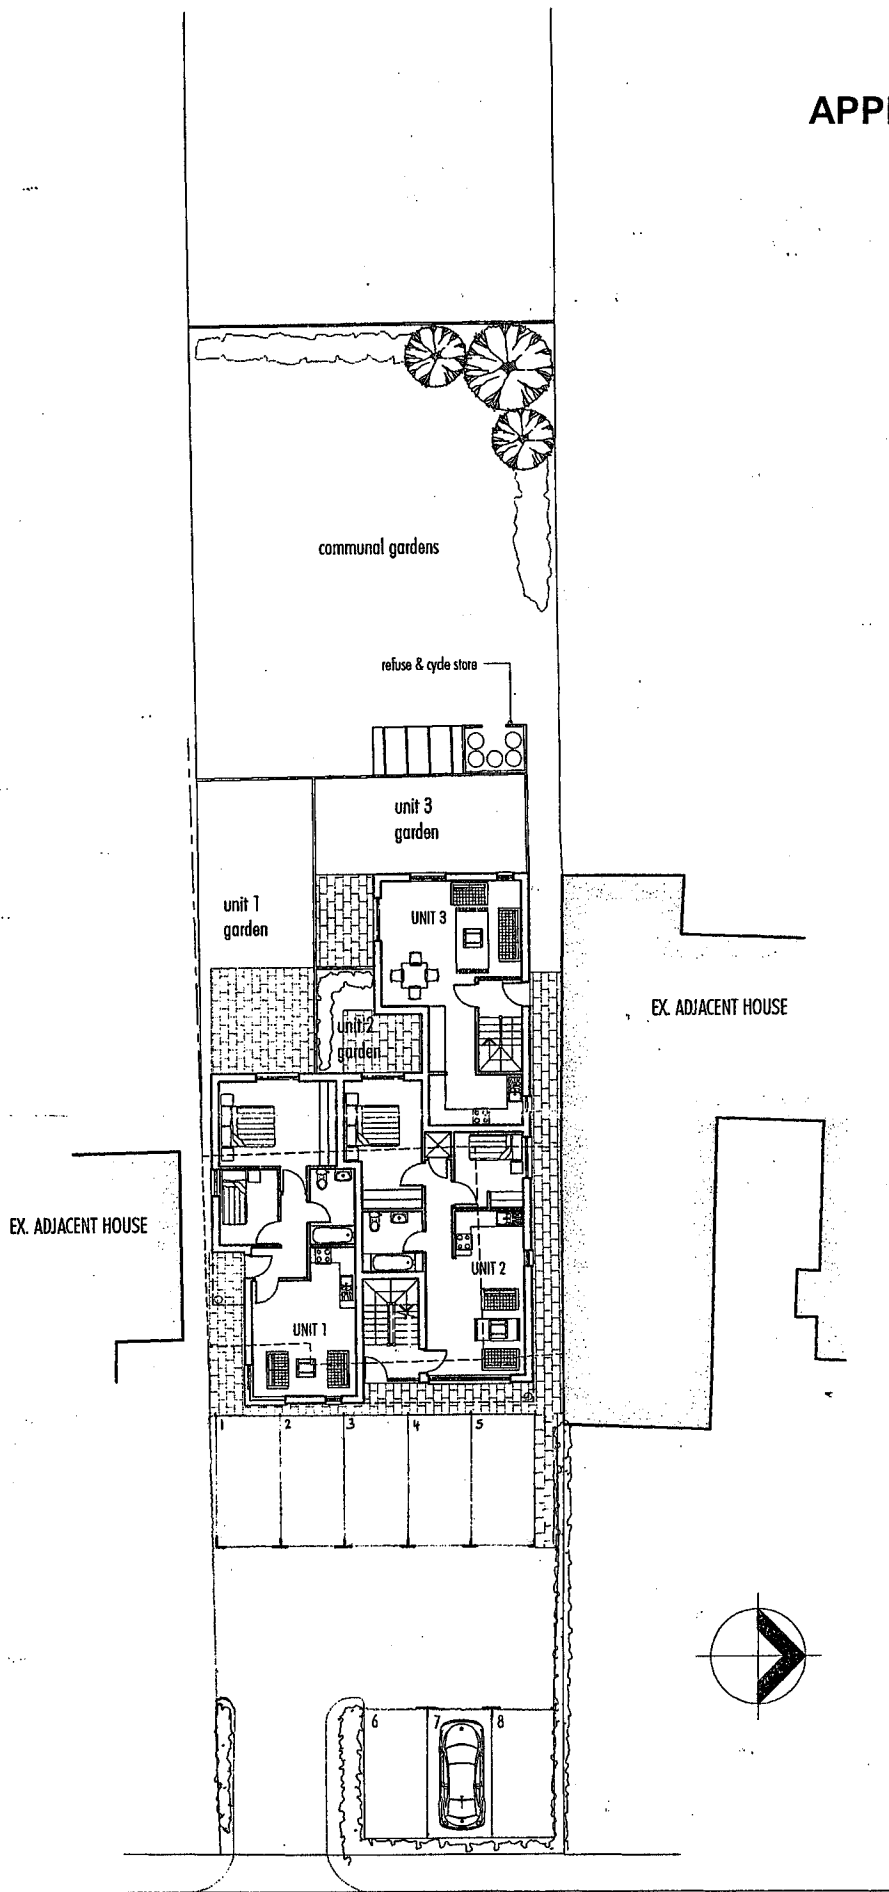 APPI
communal gardens
refuse & cycle store
unit 3
garden
unit 1
garden
UNIT 3
EX. ADJACENT HOUSE
unit 2
garden
EX. ADJACENT HOUSE
UNIT 2
UNIT 1
1 2 3 4 5
6 7 8